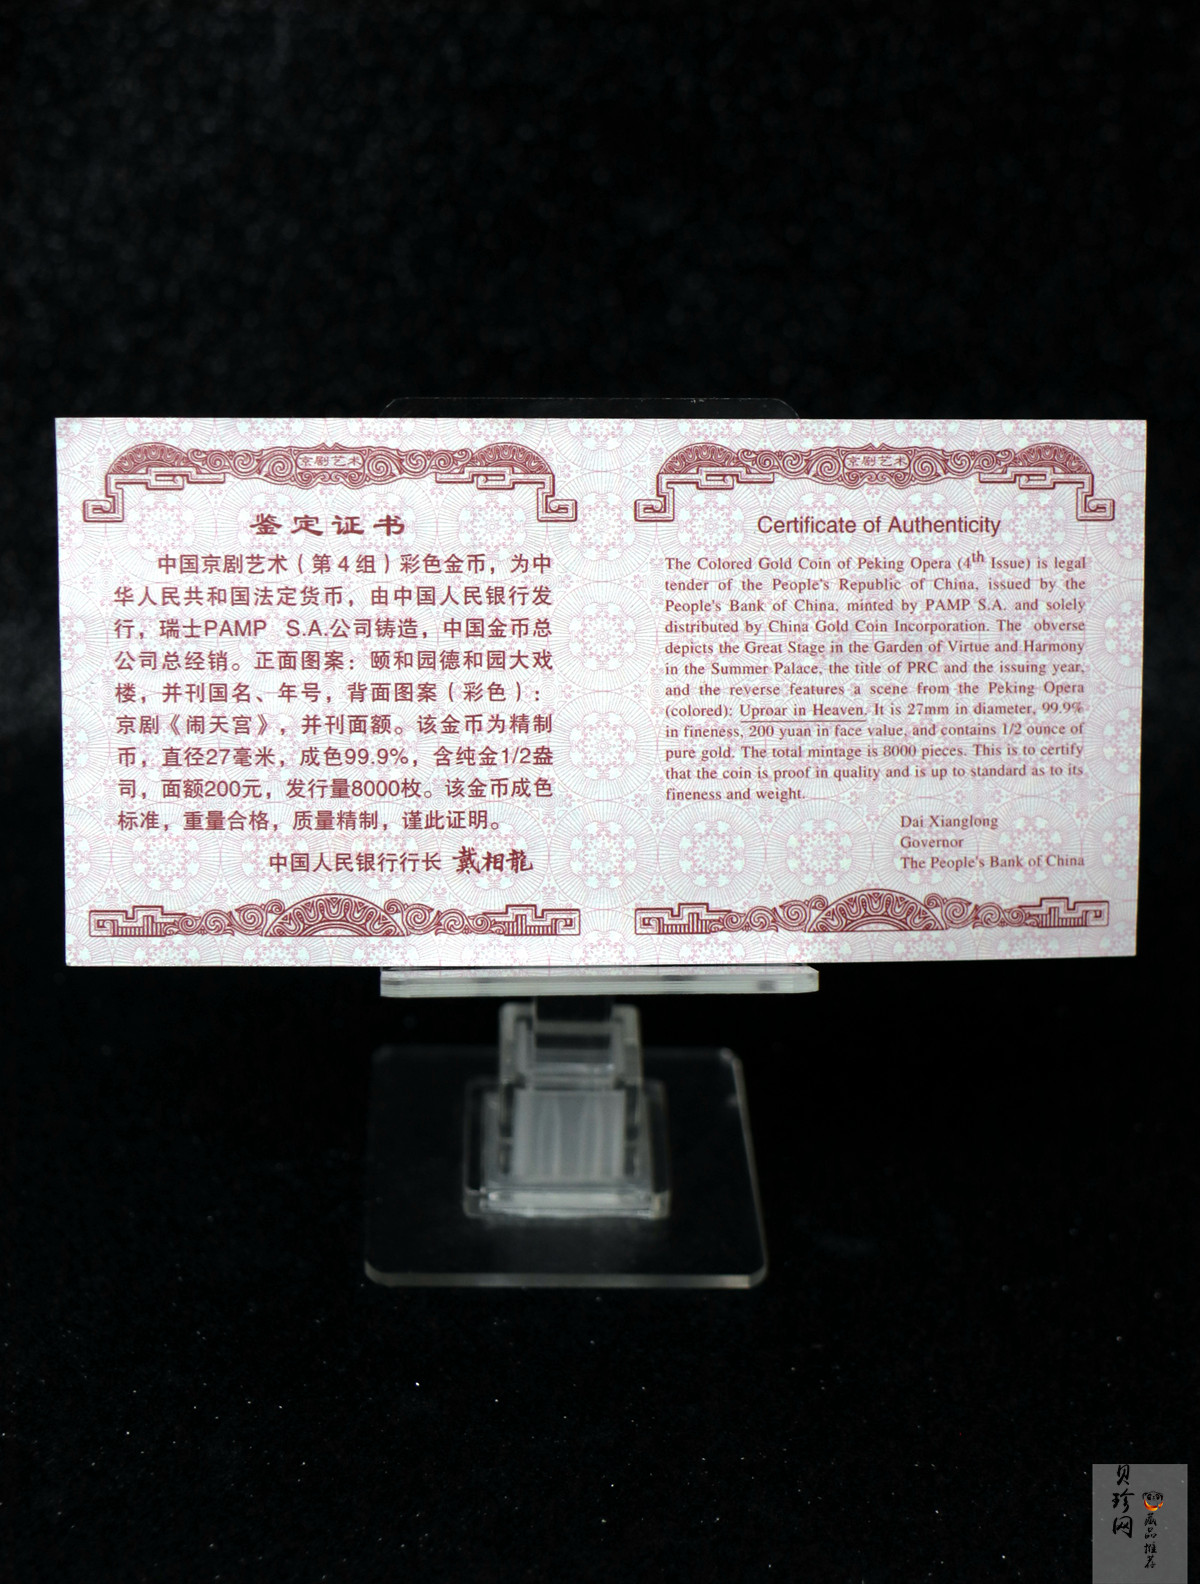 京剧艺术
鉴定证书
中国京剧艺术（第4组）彩色金币，为中
华人民共和国法定货币，由中国人民银行发
行，瑞士PAMP S.A.公司铸造，中国金币总
公司总经销。正面图案：颐和园德和园大戏
楼，并刊国名、年号，背面图案（彩色）：
京剧《闹天宫》，并刊面额。该金币为精制
币，直径27毫米，成色99.9%，含纯金1/2盎
司，面额200元，发行量8000枚。该金币成色
标准，重量合格，质量精制，谨此证明。
中国人民银行行长 戴相龍
京剧艺术
Certificate of Authenticity
The Colored Gold Coin of Peking Opera (4th Issue) is legal
tender of the People's Republic of China, issued by the
People's Bank of China, minted by PAMP S.A. and solely
distributed by China Gold Coin Incorporation. The obverse
depicts the Great Stage in the Garden of Virtue and Harmony
in the Summer Palace, the title of PRC and the issuing year,
and the reverse features a scene from the Peking Opera
(colored): Uproar in Heaven. It is 27mm in diameter, 99.9%
in fineness, 200 yuan in face value, and contains 1/2 ounce of
pure gold. The total mintage is 8000 pieces. This is to certify
that the coin is proof in quality and is up to standard as to its
fineness and weight.
Dai Xianglong
Governor
The People's Bank of China
贝珍网
藏品推荐